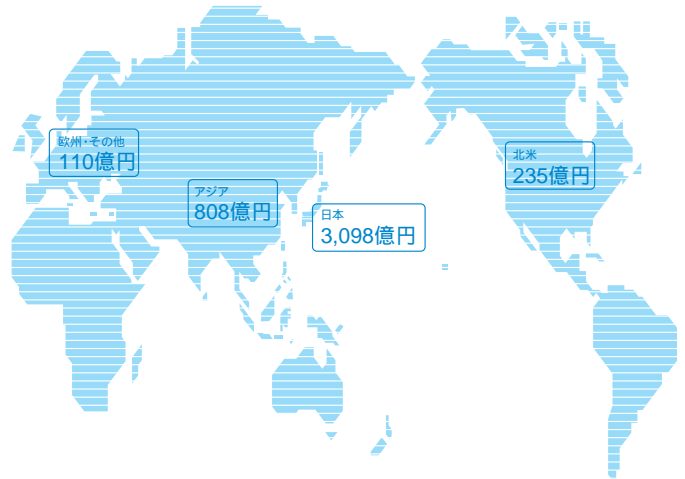 欧州・その他
110億円
アジア
808億円
日本
3,098億円
北米
235億円